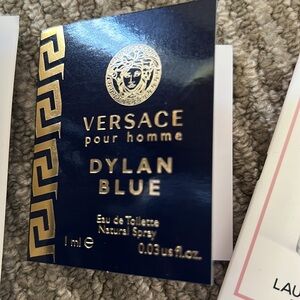 VERSACE
pour homme
DYLAN
BLUE
Eau de Toilette
Natural Spray
1 ml ℮ 0.03 us fl.oz.
LAU